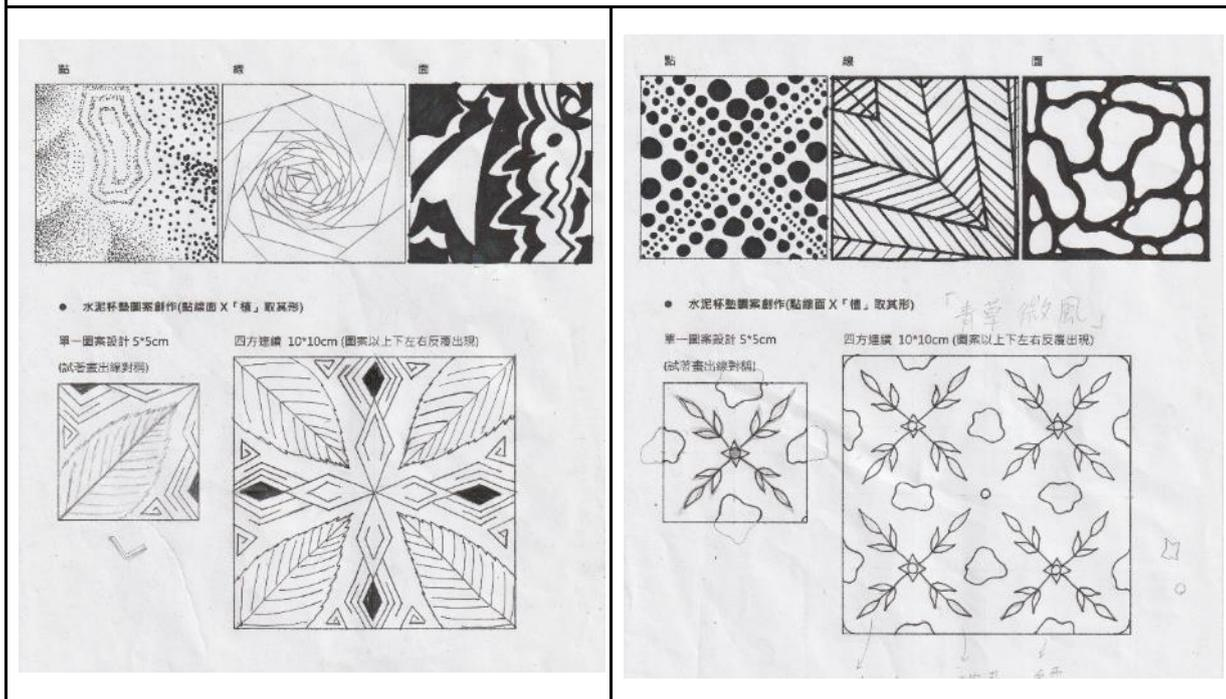 點 線 面
● 水泥杯墊圖案創作(點線面 X「植」取其形)
單一圖案設計 5*5cm
(試著畫出線對稱)
四方連續 10*10cm (圖案以上下左右反覆出現)
點 線 面
● 水泥杯墊圖案創作(點線面 X「植」取其形)
「青草 微風」
單一圖案設計 5*5cm
(試著畫出線對稱)
四方連續 10*10cm (圖案以上下左右反覆出現)